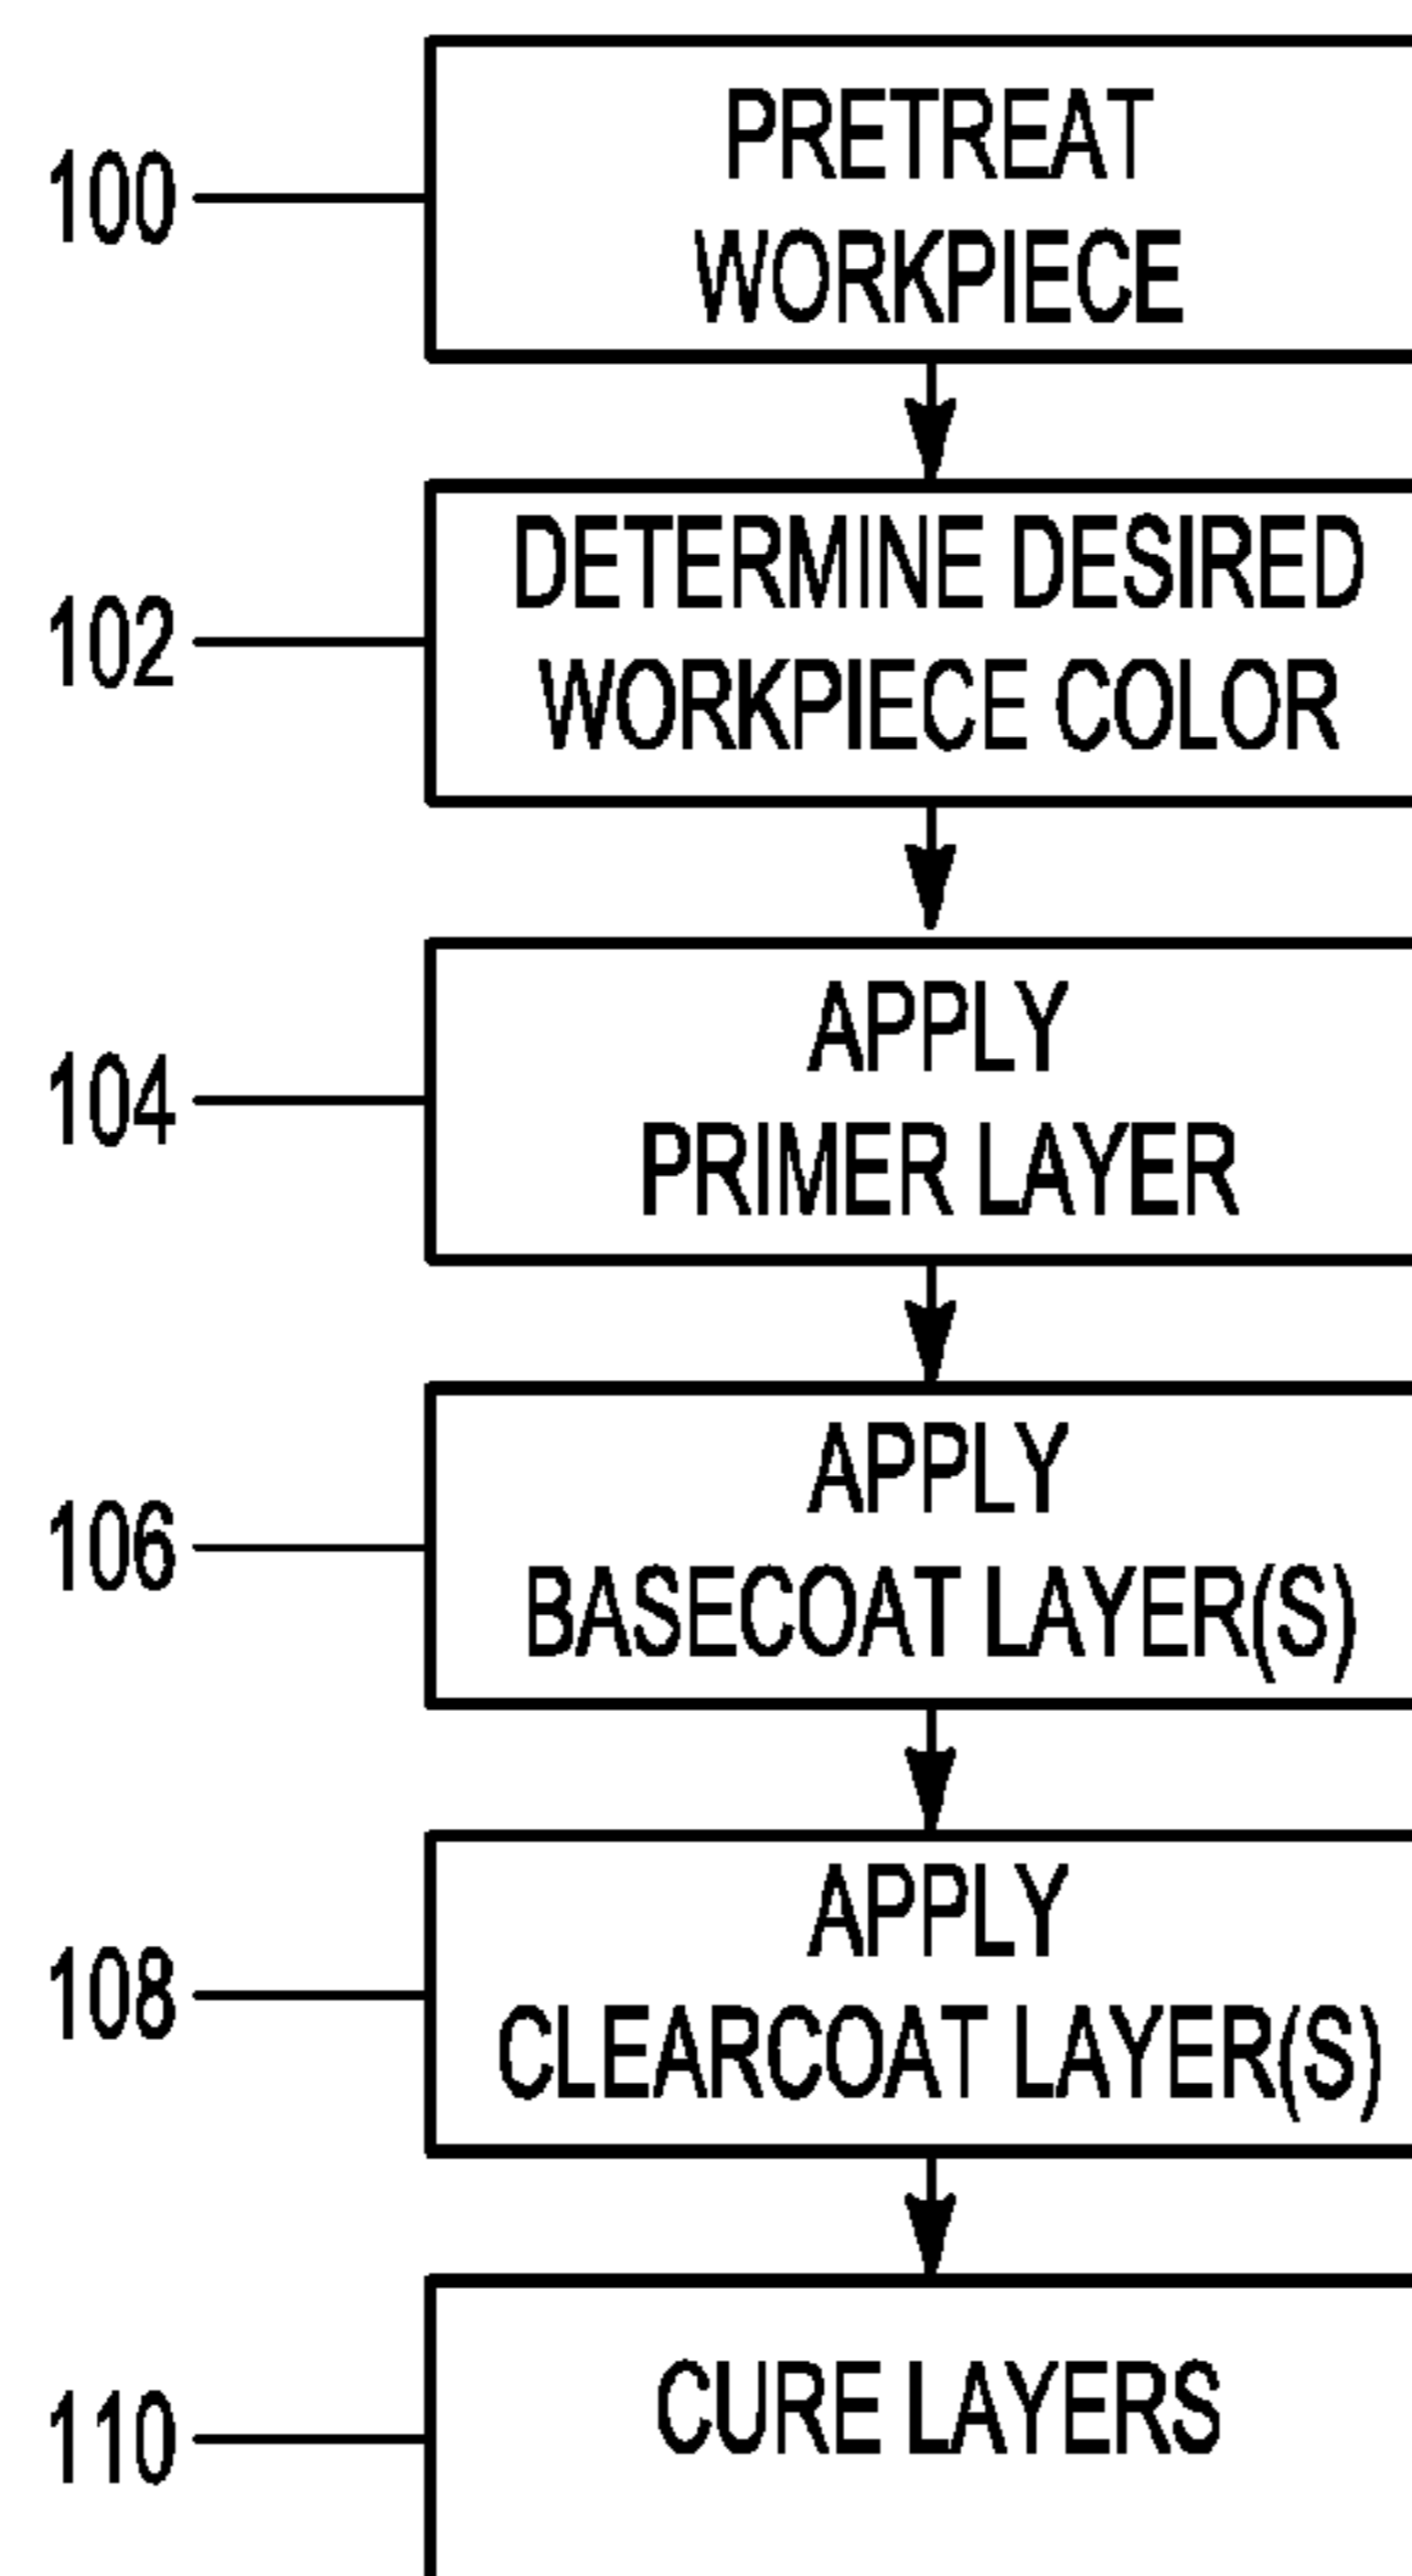 100
PRETREAT
WORKPIECE
102
DETERMINE DESIRED
WORKPIECE COLOR
104
APPLY
PRIMER LAYER
106
APPLY
BASECOAT LAYER(S)
108
APPLY
CLEARCOAT LAYER(S)
110
CURE LAYERS